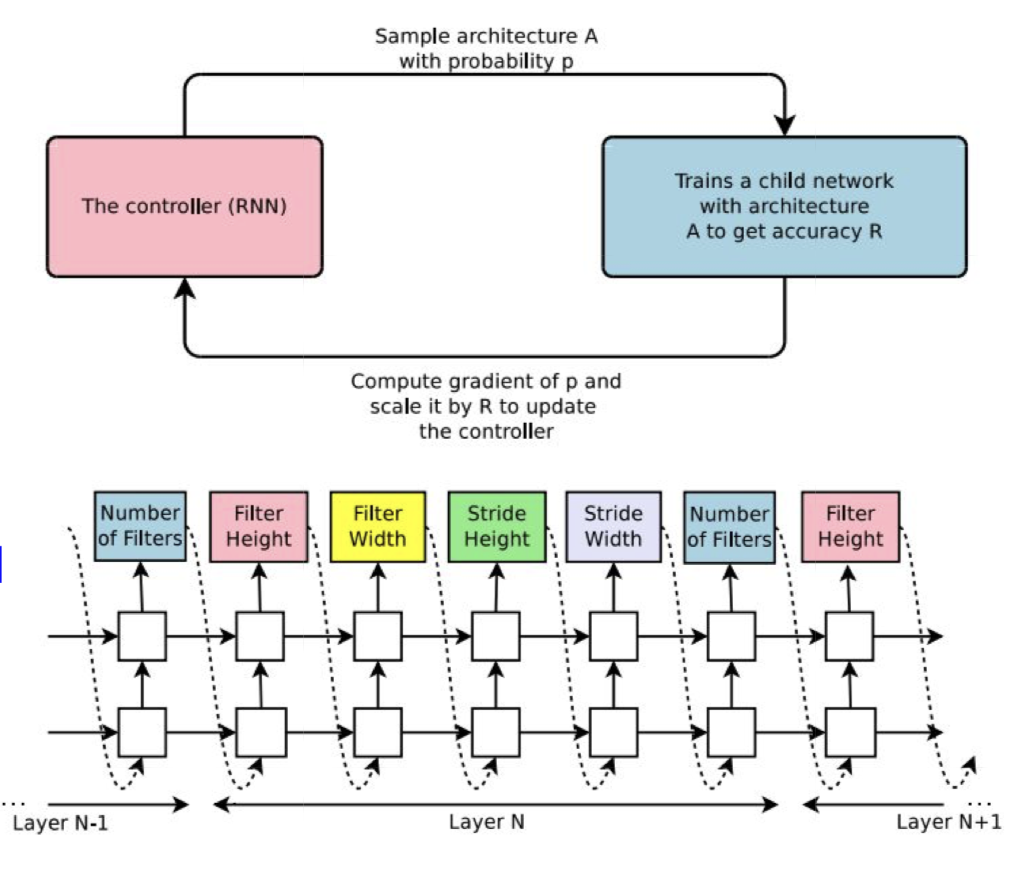 Sample architecture A
with probability p
The controller (RNN)
Trains a child network
with architecture
A to get accuracy R
Compute gradient of p and
scale it by R to update
the controller
Number
of Filters
Filter
Height
Filter
Width
Stride
Height
Stride
Width
Number
of Filters
Filter
Height
...
...
Layer N-1
Layer N
Layer N+1